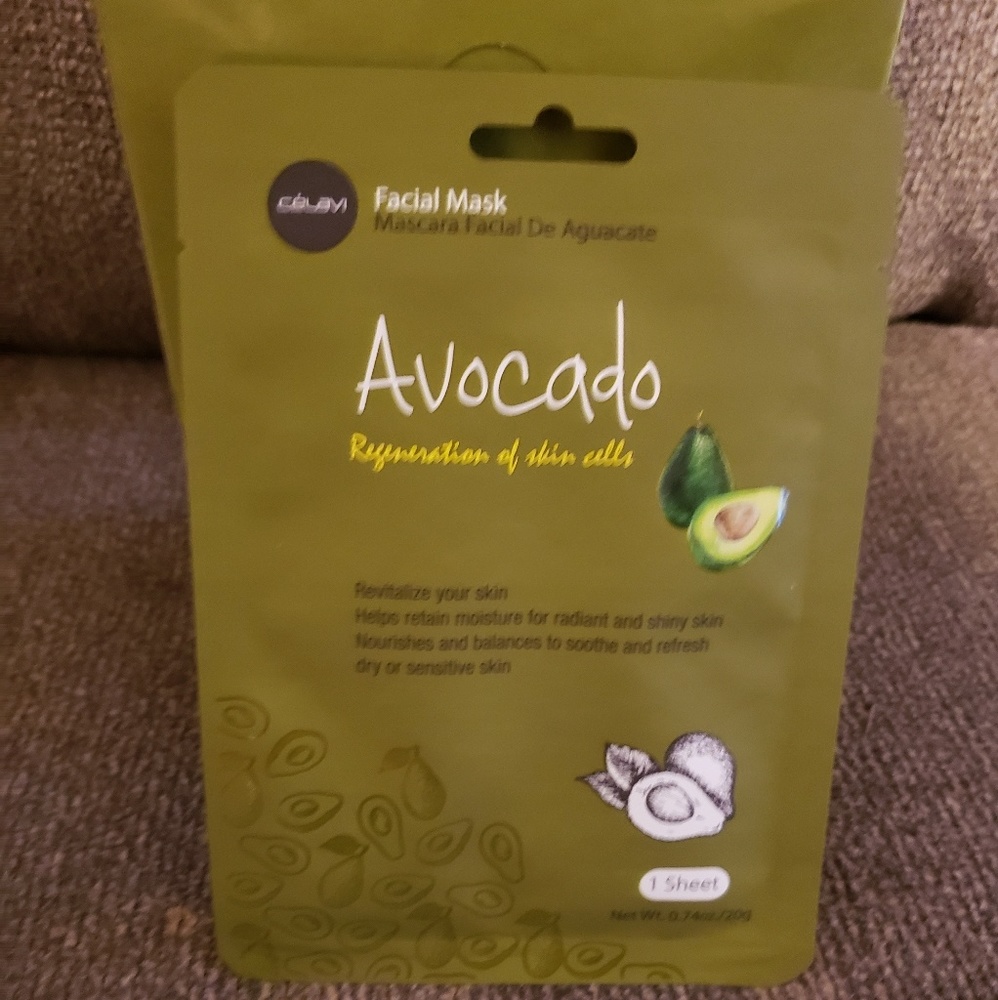 CÉLAVI
Facial Mask
Mascara Facial De Aguacate
Avocado
Regeneration of skin cells
Revitalize your skin
Helps retain moisture for radiant and shiny skin
Nourishes and balances to soothe and refresh
dry or sensitive skin
1 Sheet
Net Wt. 0.74oz./20g